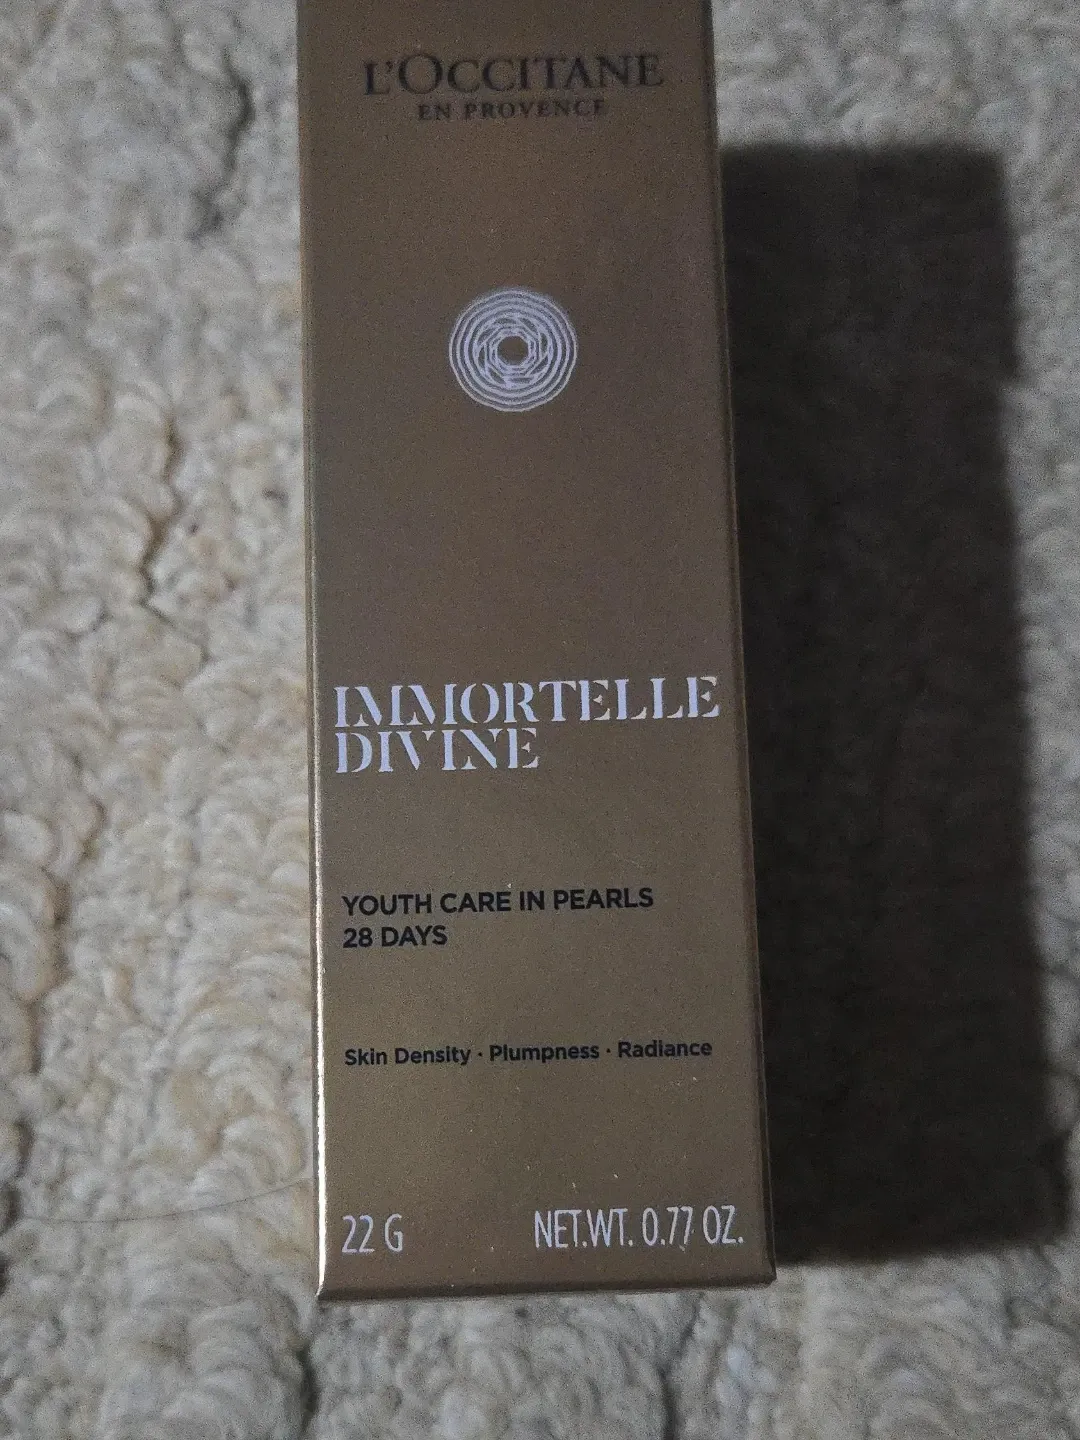 L'OCCITANE
EN PROVENCE
IMMORTELLE
DIVINE
YOUTH CARE IN PEARLS
28 DAYS
Skin Density · Plumpness · Radiance
22 G NET.WT. 0.77 OZ.